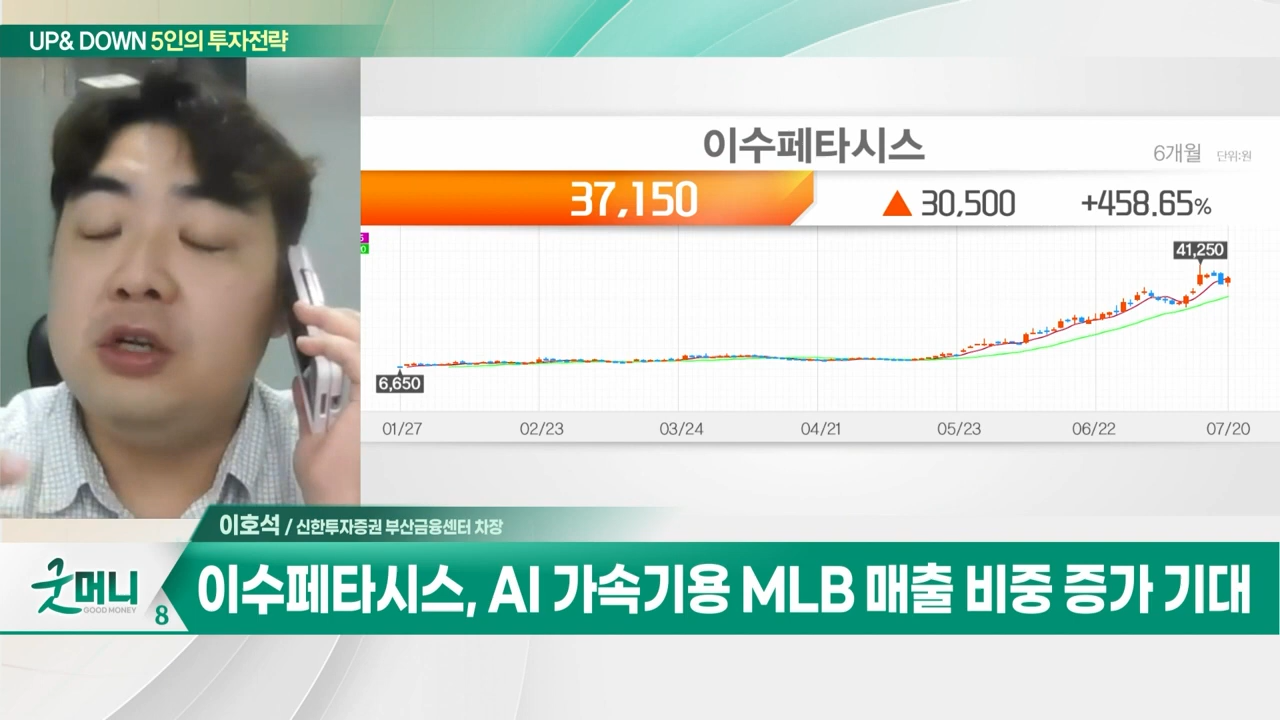 UP& DOWN 5인의 투자전략
이수페타시스
6개월 단위:원
37,150 ▲ 30,500 +458.65%
41,250
6,650
01/27 02/23 03/24 04/21 05/23 06/22 07/20
이호석 / 신한투자증권 부산금융센터 차장
굿머니
GOOD MONEY
8
이수페타시스, AI 가속기용 MLB 매출 비중 증가 기대